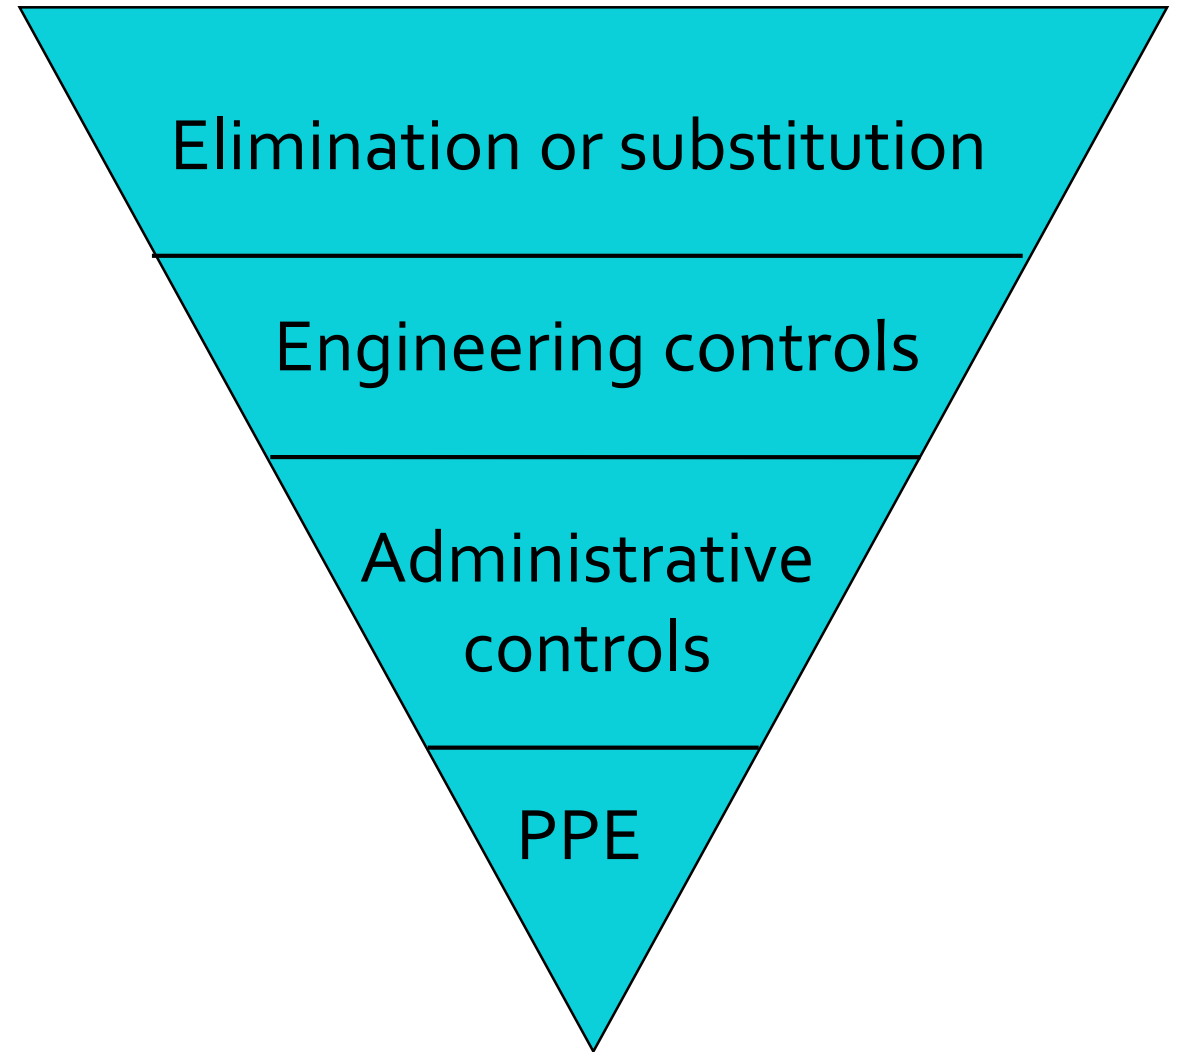 Elimination or substitution
Engineering controls
Administrative
controls
PPE